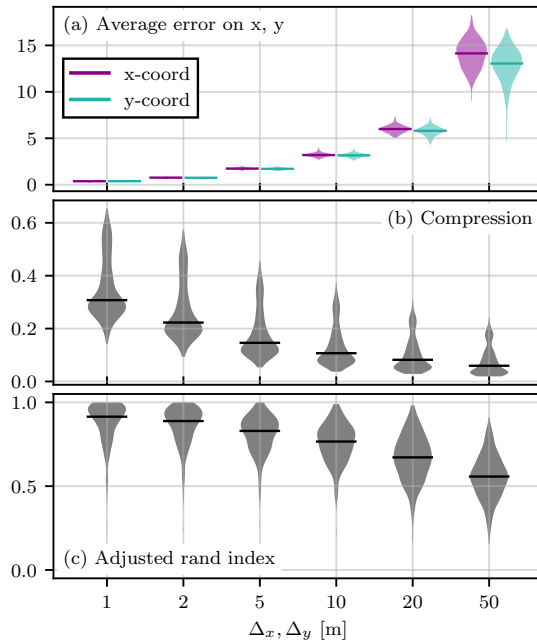 (a) Average error on x, y
x-coord
y-coord
15
10
5
0
(b) Compression
0.6
0.4
0.2
0.0
1.0
0.5
0.0
(c) Adjusted rand index
1 2 5 10 20 50
Δx, Δy [m]